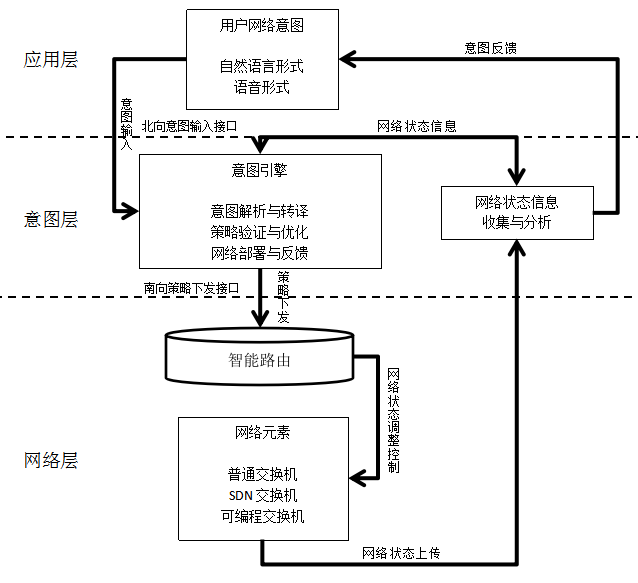 应用层
用户网络意图
自然语言形式
语音形式
意图反馈
意图输入
北向意图输入接口
网络状态信息
意图层
意图引擎
意图解析与转译
策略验证与优化
网络部署与反馈
网络状态信息
收集与分析
南向策略下发接口
策略下发
智能路由
网络状态调整控制
网络层
网络元素
普通交换机
SDN 交换机
可编程交换机
网络状态上传